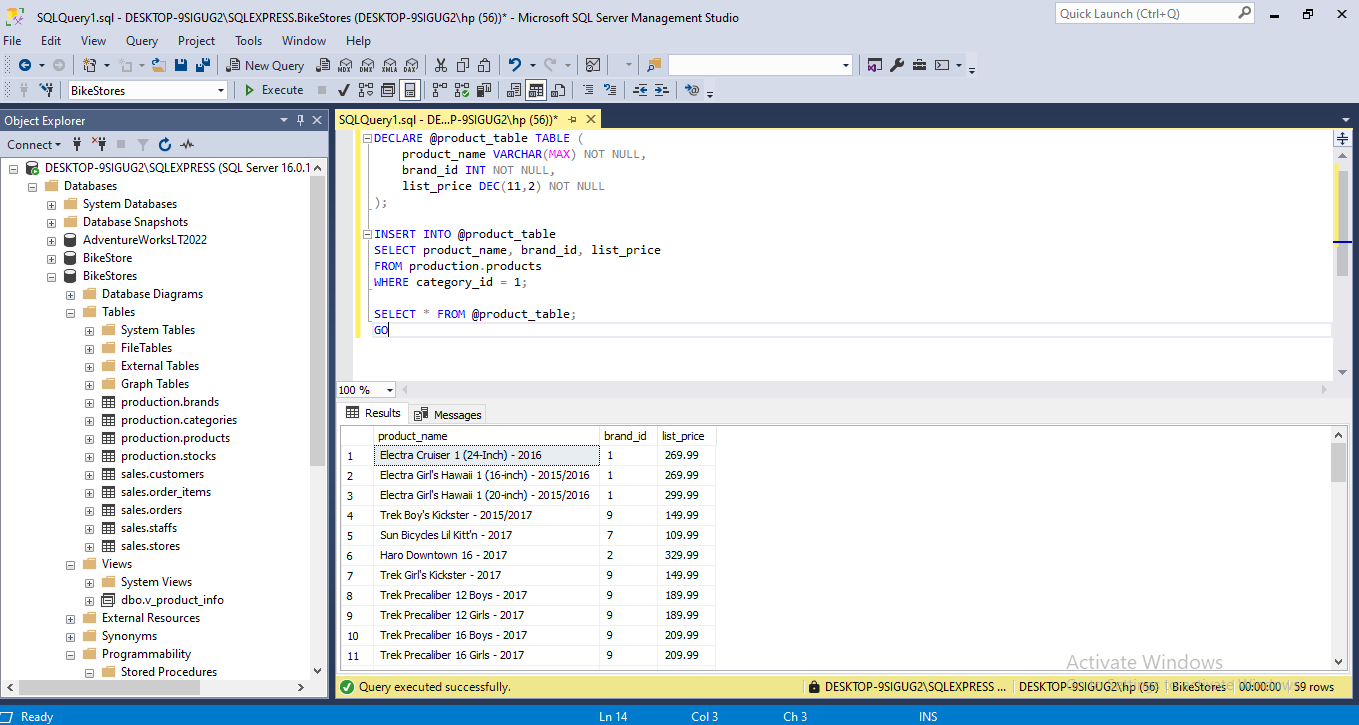 SQLQuery1.sql - DESKTOP-9SIGUG2\SQLEXPRESS.BikeStores (DESKTOP-9SIGUG2\hp (56))* - Microsoft SQL Server Management Studio
Quick Launch (Ctrl+Q)
File Edit View Query Project Tools Window Help
New Query MDX DMX XMLA DAX
BikeStores Execute
Object Explorer
SQLQuery1.sql - DE...P-9SIGUG2\hp (56))*
Connect
DESKTOP-9SIGUG2\SQLEXPRESS (SQL Server 16.0.1
Databases
System Databases
Database Snapshots
AdventureWorksLT2022
BikeStore
BikeStores
Database Diagrams
Tables
System Tables
FileTables
External Tables
Graph Tables
production.brands
production.categories
production.products
production.stocks
sales.customers
sales.order_items
sales.orders
sales.staffs
sales.stores
Views
System Views
dbo.v_product_info
External Resources
Synonyms
Programmability
Stored Procedures
DECLARE @product_table TABLE (
product_name VARCHAR(MAX) NOT NULL,
brand_id INT NOT NULL,
list_price DEC(11,2) NOT NULL
);
INSERT INTO @product_table
SELECT product_name, brand_id, list_price
FROM production.products
WHERE category_id = 1;
SELECT * FROM @product_table;
GO
100 %
Results Messages
product_name brand_id list_price
1 Electra Cruiser 1 (24-Inch) - 2016 1 269.99
2 Electra Girl's Hawaii 1 (16-inch) - 2015/2016 1 269.99
3 Electra Girl's Hawaii 1 (20-inch) - 2015/2016 1 299.99
4 Trek Boy's Kickster - 2015/2017 9 149.99
5 Sun Bicycles Lil Kitt'n - 2017 7 109.99
6 Haro Downtown 16 - 2017 2 329.99
7 Trek Girl's Kickster - 2017 9 149.99
8 Trek Precaliber 12 Boys - 2017 9 189.99
9 Trek Precaliber 12 Girls - 2017 9 189.99
10 Trek Precaliber 16 Boys - 2017 9 209.99
11 Trek Precaliber 16 Girls - 2017 9 209.99
Activate Windows
Query executed successfully. DESKTOP-9SIGUG2\SQLEXPRESS ... DESKTOP-9SIGUG2\hp (56) BikeStores 00:00:00 59 rows
Ready Ln 14 Col 3 Ch 3 INS